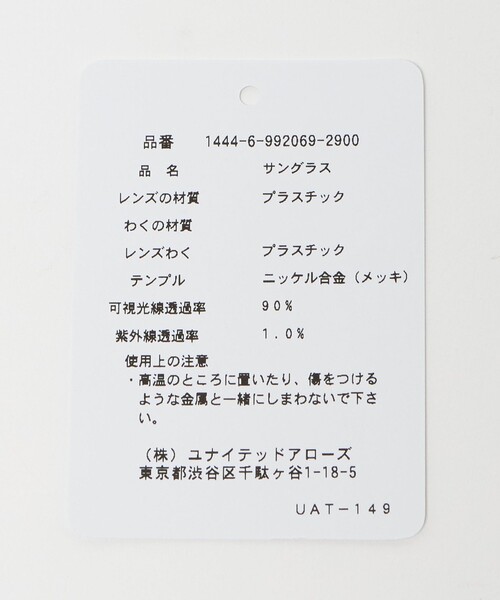 品番 1444-6-992069-2900
品 名 サングラス
レンズの材質 プラスチック
わくの材質
レンズわく プラスチック
テンプル ニッケル合金（メッキ）
可視光線透過率 90%
紫外線透過率 1.0%
使用上の注意
・高温のところに置いたり、傷をつける
ような金属と一緒にしまわないで下さ
い。
（株）ユナイテッドアローズ
東京都渋谷区千駄ヶ谷1-18-5
UAT-149